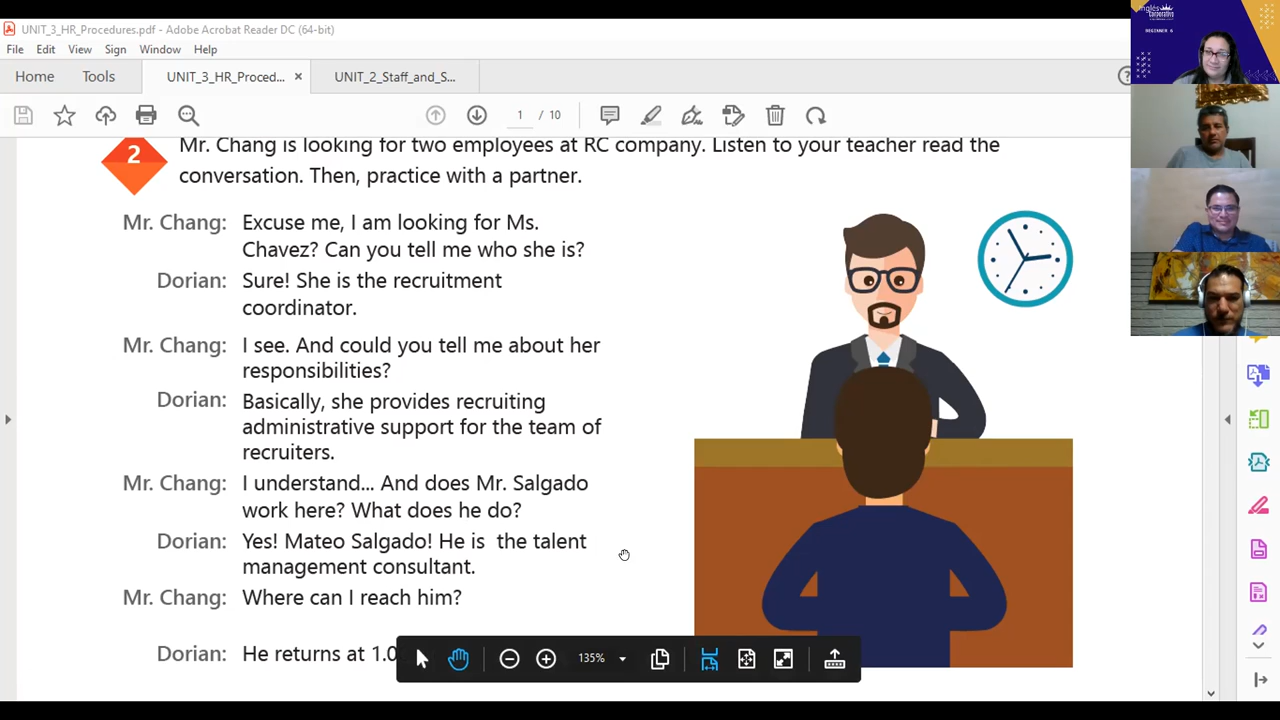 UNIT_3_HR_Procedures.pdf - Adobe Acrobat Reader DC (64-bit)
File Edit View Sign Window Help
Home Tools UNIT_3_HR_Proced... × UNIT_2_Staff_and_S...
1 / 10
2
Mr. Chang is looking for two employees at RC company. Listen to your teacher read the
conversation. Then, practice with a partner.
Mr. Chang: Excuse me, I am looking for Ms.
Chavez? Can you tell me who she is?
Dorian: Sure! She is the recruitment
coordinator.
Mr. Chang: I see. And could you tell me about her
responsibilities?
Dorian: Basically, she provides recruiting
administrative support for the team of
recruiters.
Mr. Chang: I understand... And does Mr. Salgado
work here? What does he do?
Dorian: Yes! Mateo Salgado! He is  the talent
management consultant.
Mr. Chang: Where can I reach him?
Dorian: He returns at 1.0
135%
Inglés
Corporativo
BEGINNER 6